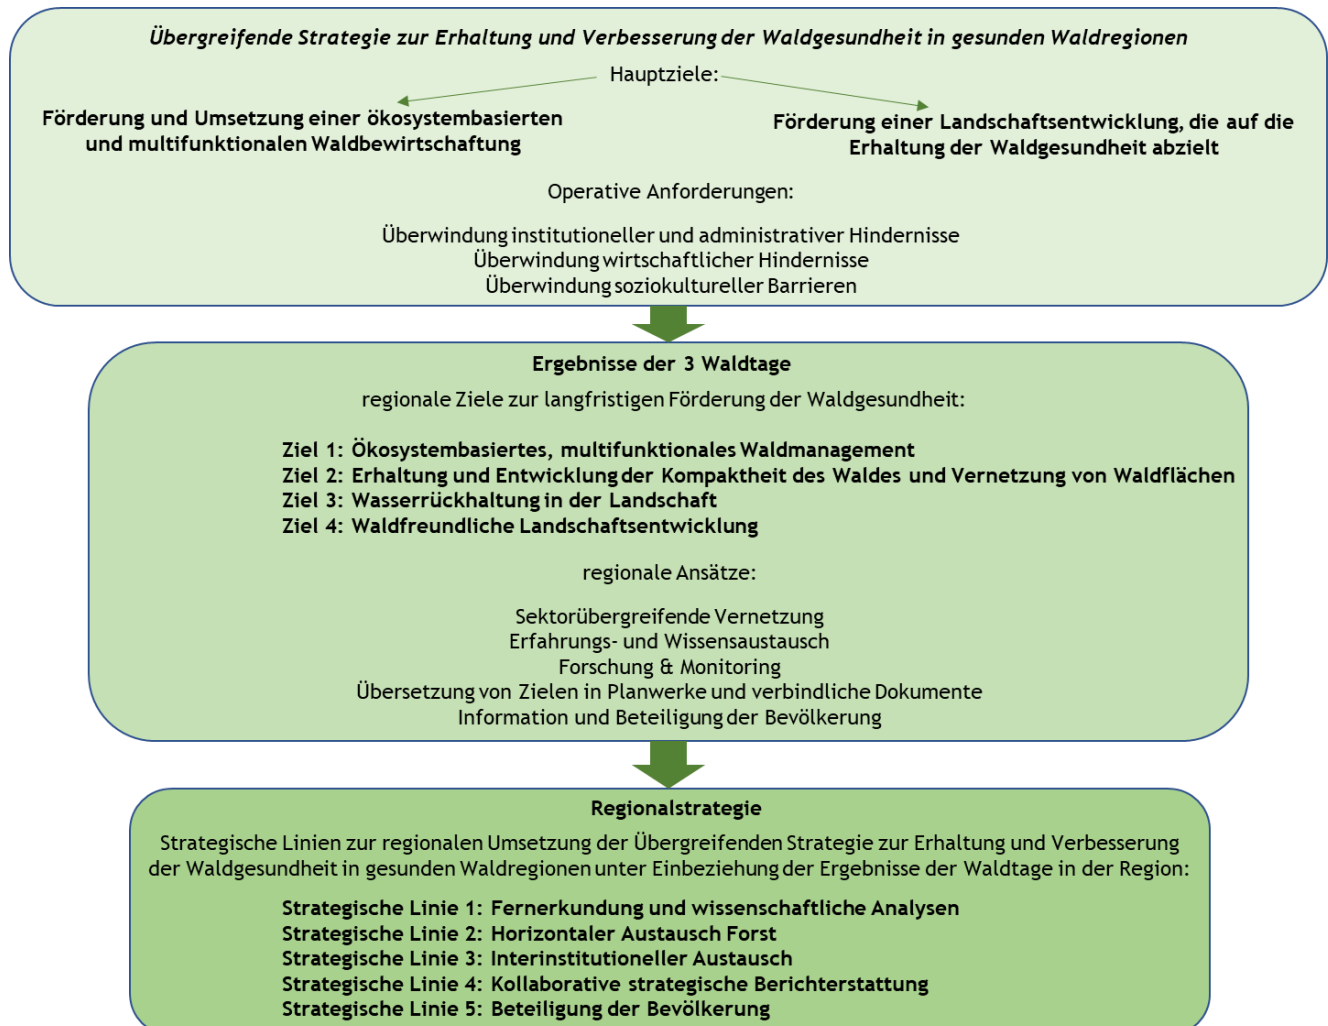 Übergreifende Strategie zur Erhaltung und Verbesserung der Waldgesundheit in gesunden Waldregionen
Hauptziele:
Förderung und Umsetzung einer ökosystembasierten
und multifunktionalen Waldbewirtschaftung
Förderung einer Landschaftsentwicklung, die auf die
Erhaltung der Waldgesundheit abzielt
Operative Anforderungen:
Überwindung institutioneller und administrativer Hindernisse
Überwindung wirtschaftlicher Hindernisse
Überwindung soziokultureller Barrieren
Ergebnisse der 3 Waldtage
regionale Ziele zur langfristigen Förderung der Waldgesundheit:
Ziel 1: Ökosystembasiertes, multifunktionales Waldmanagement
Ziel 2: Erhaltung und Entwicklung der Kompaktheit des Waldes und Vernetzung von Waldflächen
Ziel 3: Wasserrückhaltung in der Landschaft
Ziel 4: Waldfreundliche Landschaftsentwicklung
regionale Ansätze:
Sektorübergreifende Vernetzung
Erfahrungs- und Wissensaustausch
Forschung & Monitoring
Übersetzung von Zielen in Planwerke und verbindliche Dokumente
Information und Beteiligung der Bevölkerung
Regionalstrategie
Strategische Linien zur regionalen Umsetzung der Übergreifenden Strategie zur Erhaltung und Verbesserung
der Waldgesundheit in gesunden Waldregionen unter Einbeziehung der Ergebnisse der Waldtage in der Region:
Strategische Linie 1: Fernerkundung und wissenschaftliche Analysen
Strategische Linie 2: Horizontaler Austausch Forst
Strategische Linie 3: Interinstitutioneller Austausch
Strategische Linie 4: Kollaborative strategische Berichterstattung
Strategische Linie 5: Beteiligung der Bevölkerung